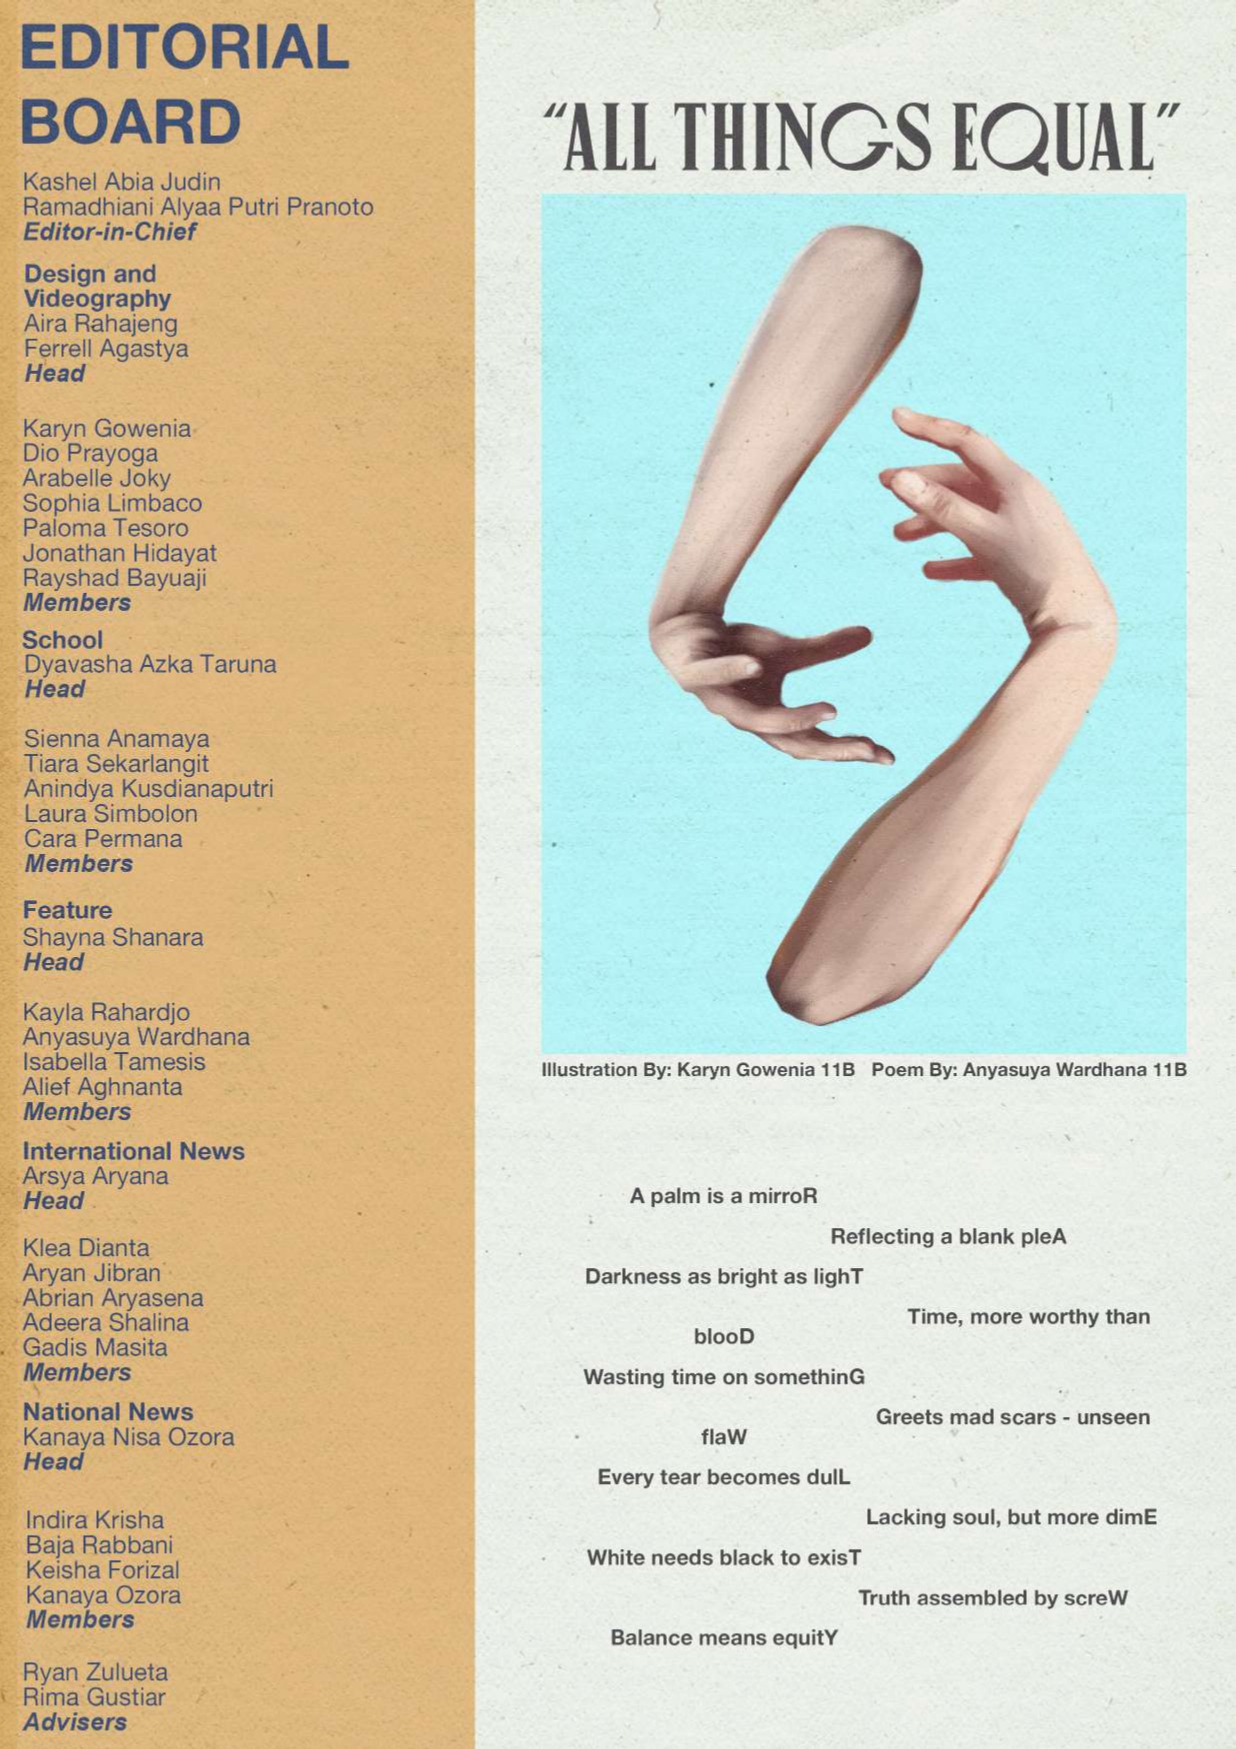 EDITORIAL
BOARD
Kashel Abia Judin
Ramadhiani Alyaa Putri Pranoto
Editor-in-Chief
Design and
Videography
Aira Rahajeng
Ferrell Agastya
Head
Karyn Gowenia
Dio Prayoga
Arabelle Joky
Sophia Limbaco
Paloma Tesoro
Jonathan Hidayat
Rayshad Bayuaji
Members
School
Dyavasha Azka Taruna
Head
Sienna Anamaya
Tiara Sekarlangit
Anindya Kusdianaputri
Laura Simbolon
Cara Permana
Members
Feature
Shayna Shanara
Head
Kayla Rahardjo
Anyasuya Wardhana
Isabella Tamesis
Alief Aghnanta
Members
International News
Arsya Aryana
Head
Klea Dianta
Aryan Jibran
Abrian Aryasena
Adeera Shalina
Gadis Masita
Members
National News
Kanaya Nisa Ozora
Head
Indira Krisha
Baja Rabbani
Keisha Forizal
Kanaya Ozora
Members
Ryan Zulueta
Rima Gustiar
Advisers
“ALL THINGS EQUAL”
Illustration By: Karyn Gowenia 11B Poem By: Anyasuya Wardhana 11B
A palm is a mirroR
Reflecting a blank pleA
Darkness as bright as lighT
Time, more worthy than
blooD
Wasting time on somethinG
Greets mad scars - unseen
flaW
Every tear becomes dulL
Lacking soul, but more dimE
White needs black to exisT
Truth assembled by screW
Balance means equitY